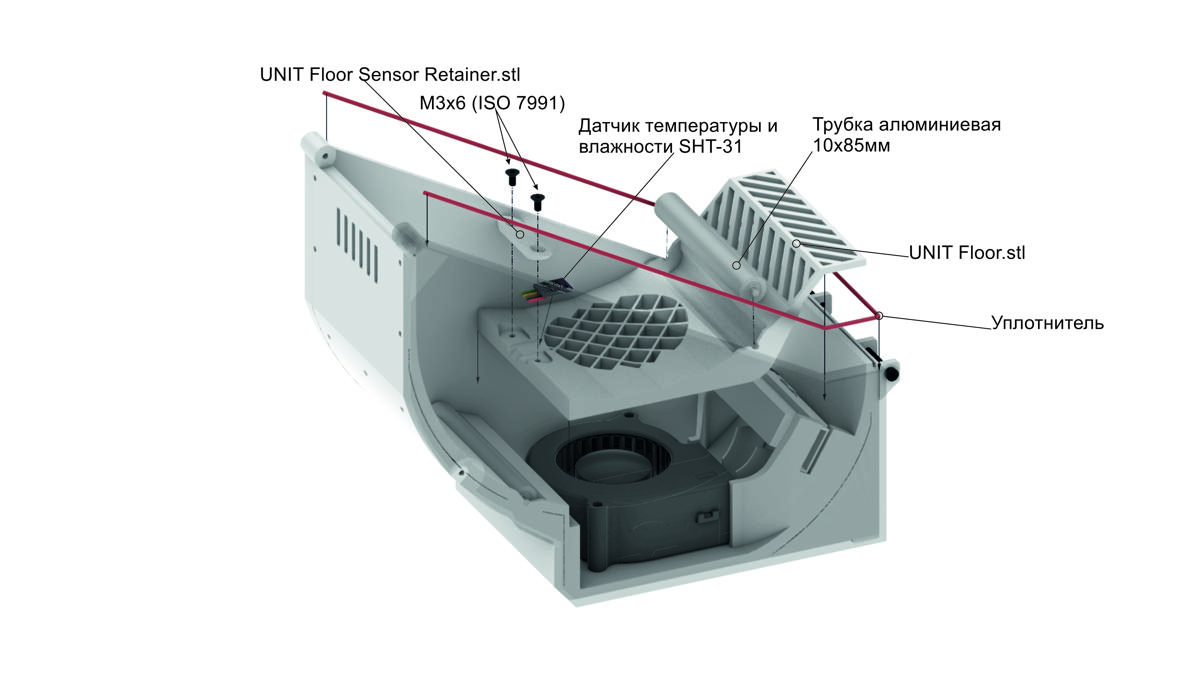 UNIT Floor Sensor Retainer.stl
M3x6 (ISO 7991)
Датчик температуры и
влажности SHT-31
Трубка алюминиевая
10х85мм
UNIT Floor.stl
Уплотнитель